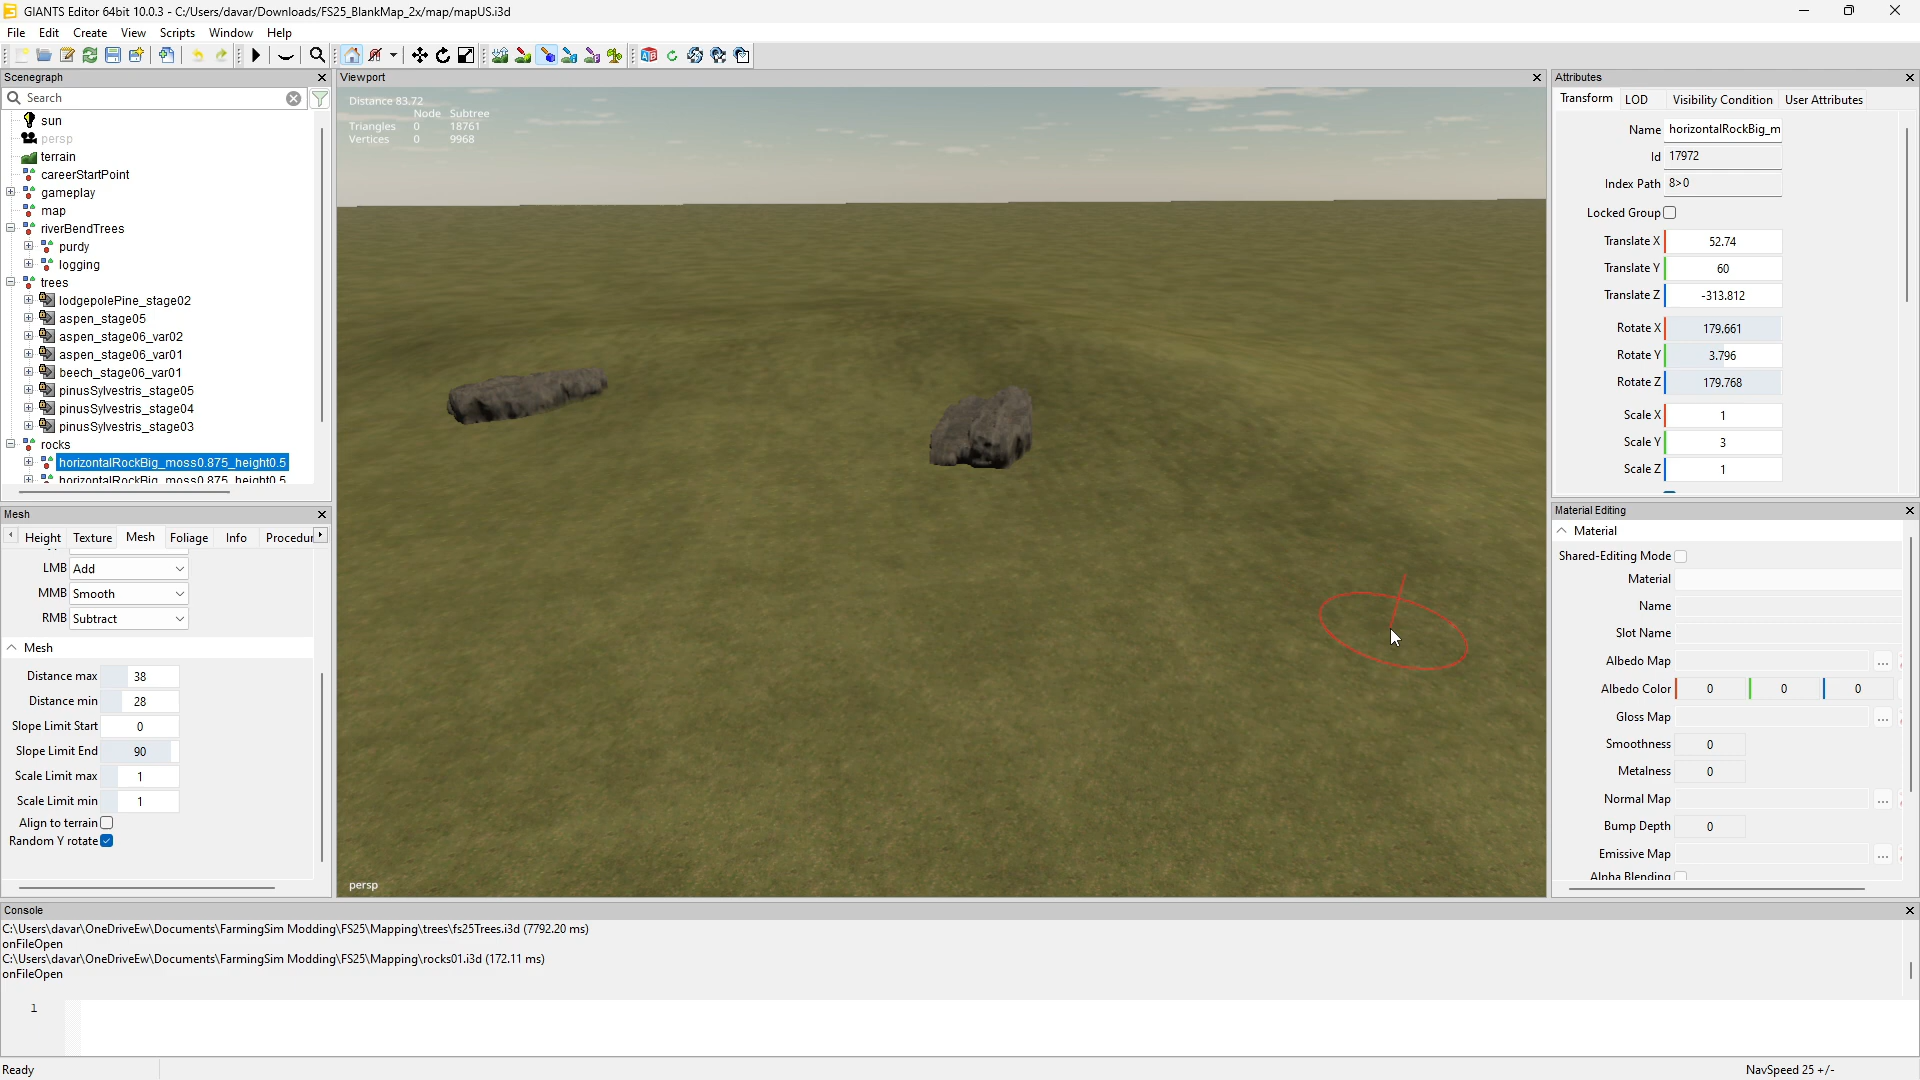 GIANTS Editor 64bit 10.0.3 - C:/Users/davar/Downloads/FS25_BlankMap_2x/map/mapUS.i3d
File Edit Create View Scripts Window Help
Scenegraph
Search
sun
persp
terrain
careerStartPoint
gameplay
map
riverBendTrees
purdy
logging
trees
lodgepolePine_stage02
aspen_stage05
aspen_stage06_var02
aspen_stage06_var01
beech_stage06_var01
pinusSylvestris_stage05
pinusSylvestris_stage04
pinusSylvestris_stage03
rocks
horizontalRockBig_moss0.875_height0.5
horizontalRockBig_moss0.875_height0.5
Mesh
Height Texture Mesh Foliage Info Procedur
LMB Add
MMB Smooth
RMB Subtract
Mesh
Distance max 38
Distance min 28
Slope Limit Start 0
Slope Limit End 90
Scale Limit max 1
Scale Limit min 1
Align to terrain
Random Y rotate
Viewport
Distance 83.72
Node Subtree
Triangles 0 18761
Vertices 0 9968
persp
Attributes
Transform LOD Visibility Condition User Attributes
Name horizontalRockBig_m
Id 17972
Index Path 8>0
Locked Group
Translate X 52.74
Translate Y 60
Translate Z -313.812
Rotate X 179.661
Rotate Y 3.796
Rotate Z 179.768
Scale X 1
Scale Y 3
Scale Z 1
Material Editing
Material
Shared-Editing Mode
Material
Name
Slot Name
Albedo Map ...
Albedo Color 0 0 0
Gloss Map ...
Smoothness 0
Metalness 0
Normal Map ...
Bump Depth 0
Emissive Map ...
Alpha Blending
Console
C:\Users\davar\OneDriveEw\Documents\FarmingSim Modding\FS25\Mapping\trees\fs25Trees.i3d (7792.20 ms)
onFileOpen
C:\Users\davar\OneDriveEw\Documents\FarmingSim Modding\FS25\Mapping\rocks01.i3d (172.11 ms)
onFileOpen
1
Ready
NavSpeed 25 +/-